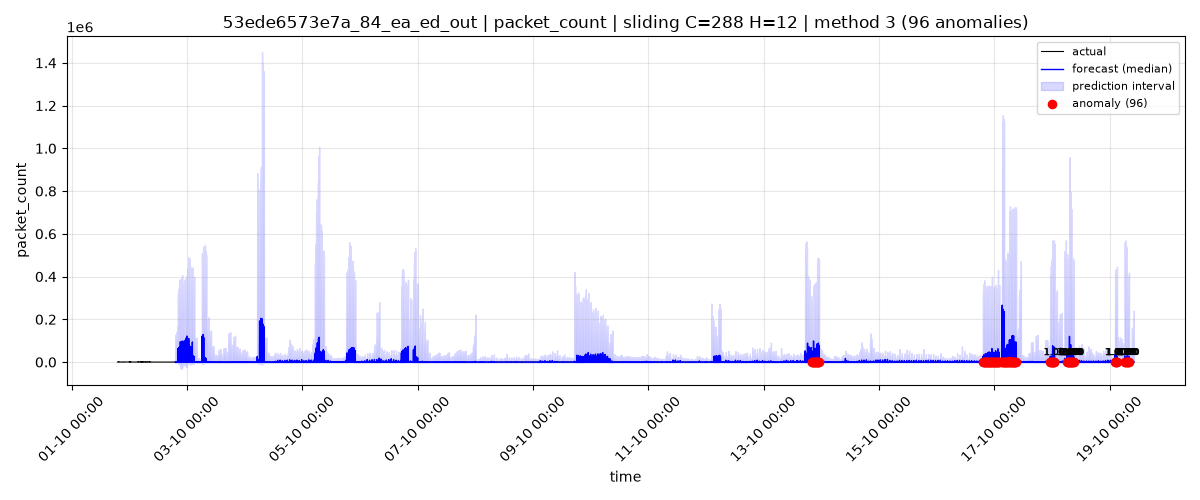 53ede6573e7a_84_ea_ed_out | packet_count | sliding C=288 H=12 | method 3 (96 anomalies)
1e6
actual
forecast (median)
prediction interval
anomaly (96)
1.4
1.2
1.0
0.8
0.6
0.4
0.2
0.0
packet_count
01-10 00:00
03-10 00:00
05-10 00:00
07-10 00:00
09-10 00:00
11-10 00:00
13-10 00:00
15-10 00:00
17-10 00:00
19-10 00:00
time